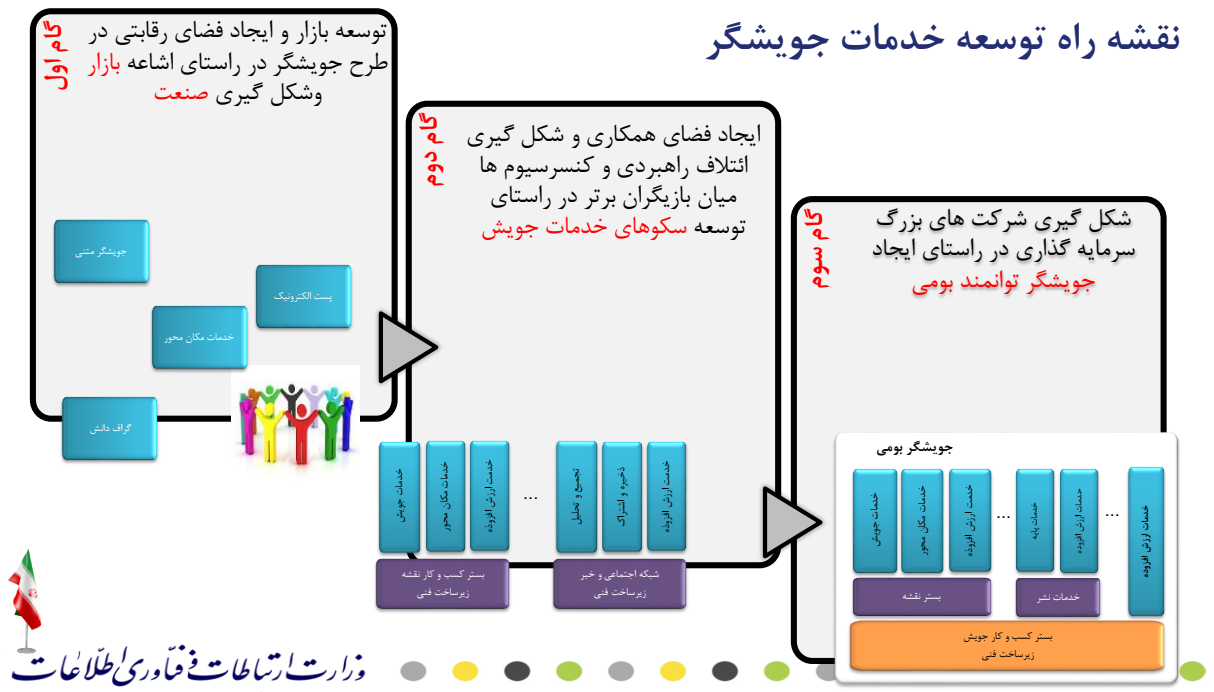 نقشه راه توسعه خدمات جویشگر
گام اول
توسعه بازار و ایجاد فضای رقابتی در
طرح جویشگر در راستای اشاعه بازار
وشکل گیری صنعت
جویشگر متنی
پست الکترونیک
خدمات مکان محور
گراف دانش
گام دوم
ایجاد فضای همکاری و شکل گیری
ائتلاف راهبردی و کنسرسیوم ها
میان بازیگران برتر در راستای
توسعه سکوهای خدمات جویش
خدمات جویش
خدمات مکان محور
خدمت ارزش افزوده
...
تجمیع و تحلیل
ذخیره و اشتراک
خدمت ارزش افزوده
بستر کسب و کار نقشه
زیرساخت فنی
شبکه اجتماعی و خبر
زیرساخت فنی
گام سوم
شکل گیری شرکت های بزرگ
سرمایه گذاری در راستای ایجاد
جویشگر توانمند بومی
جویشگر بومی
خدمات جویش
خدمات مکان محور
خدمت ارزش افزوده
...
خدمات پایه
خدمات ارزش افزوده
...
خدمات ارزش افزوده
بستر نقشه
خدمات نشر
بستر کسب و کار جویش
زیرساخت فنی
وزارت ارتباطات و فناوری اطلاعات